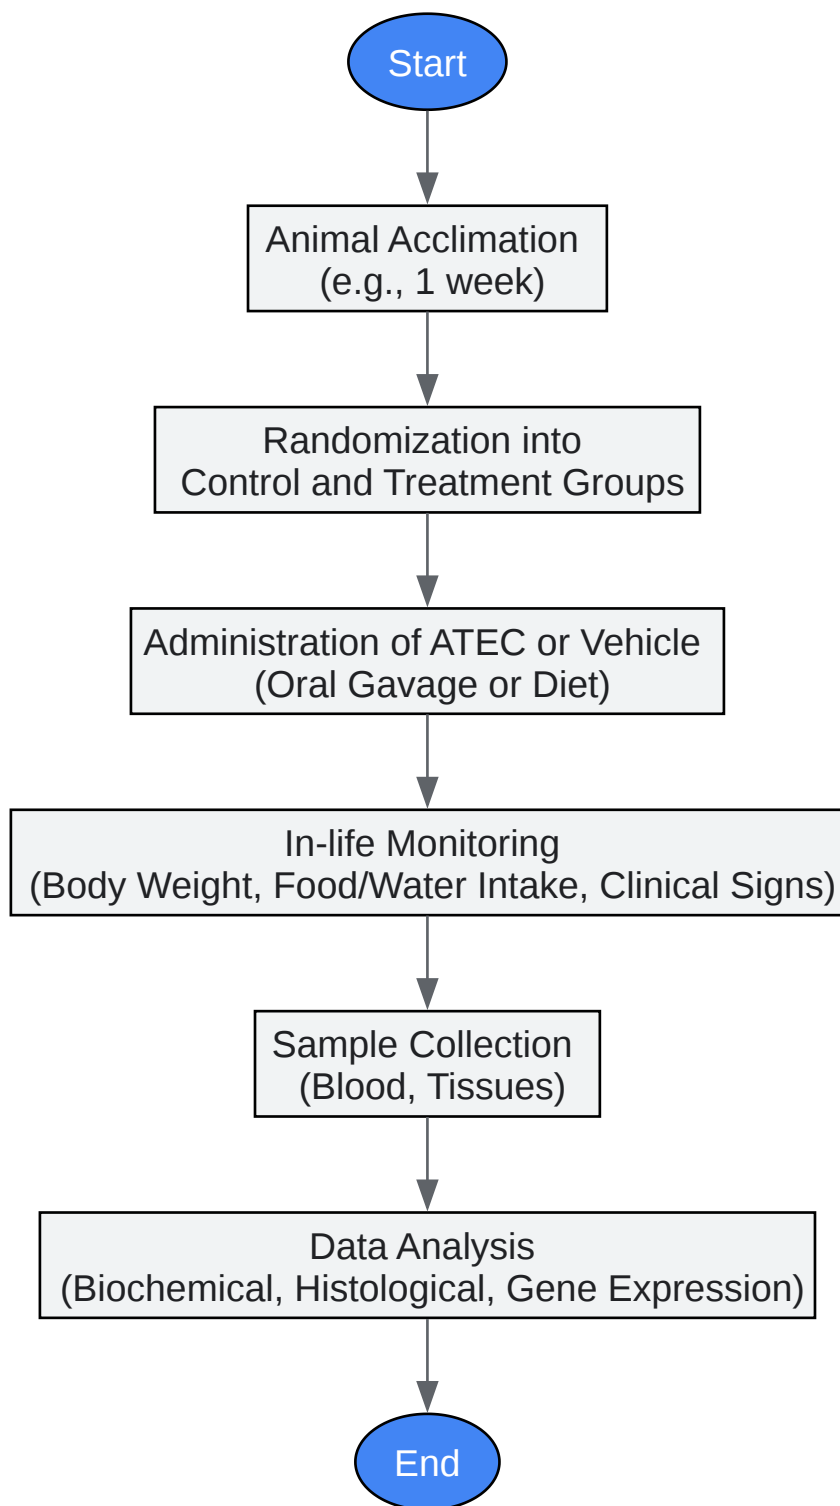 Start
Animal Acclimation
(e.g., 1 week)
Randomization into
Control and Treatment Groups
Administration of ATEC or Vehicle
(Oral Gavage or Diet)
In-life Monitoring
(Body Weight, Food/Water Intake, Clinical Signs)
Sample Collection
(Blood, Tissues)
Data Analysis
(Biochemical, Histological, Gene Expression)
End